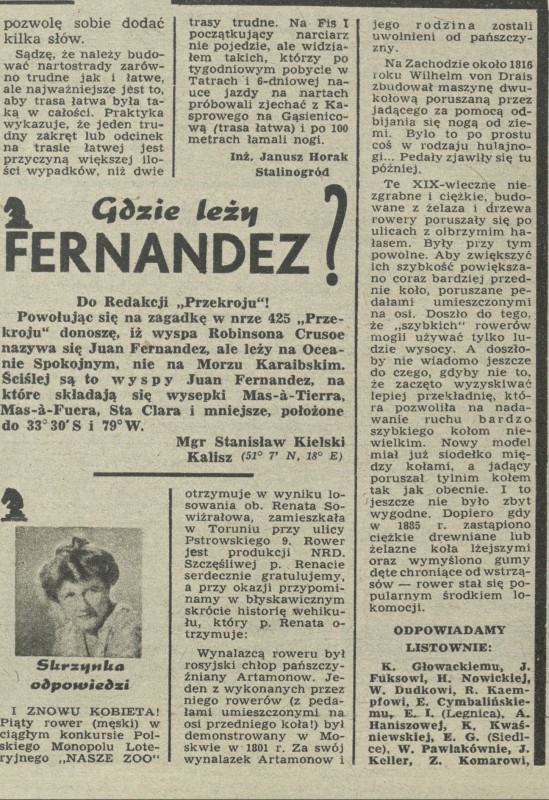 pozwolę sobie dodać
kilka słów.
Sądzę, że należy budo-
wać nartostrady zarów-
no trudne jak i łatwe,
ale najważniejsze jest to,
aby trasa łatwa była ta-
ką w całości. Praktyka
wykazuje, że jeden tru-
dny zakręt lub odcinek
na trasie łatwej jest
przyczyną większej ilo-
ści wypadków, niż dwie
trasy trudne. Na Fis I
początkujący narciarz
nie pojedzie, ale widzia-
łem takich, którzy po
tygodniowym pobycie w
Tatrach i 6-dniowej na-
uce jazdy na nartach
próbowali zjechać z Ka-
sprowego na Gąsienico-
wą (trasa łatwa) i po 100
metrach łamali nogi.
Inż. Janusz Horak
Stalinogród
Gdzie leży
FERNANDEZ?
Do Redakcji „Przekroju"!
Powołując się na zagadkę w nrze 425 „Prze-
kroju" donoszę, iż wyspa Robinsona Crusoe
nazywa się Juan Fernandez, ale leży na Ocea-
nie Spokojnym, nie na Morzu Karaibskim.
Ściślej są to wyspy Juan Fernandez, na
które składają się wysepki Mas-à-Tierra,
Mas-à-Fuera, Sta Clara i mniejsze, położone
do 33°30'S i 79°W.
Mgr Stanisław Kielski
Kalisz (51° 7' N, 18° E)
Skrzynka
odpowiedzi
I ZNOWU KOBIETA!
Piąty rower (męski) w
ciągłym konkursie Pol-
skiego Monopolu Lote-
ryjnego „NASZE ZOO"
otrzymuje w wyniku lo-
sowania ob. Renata So-
wiżrałowa, zamieszkała
w Toruniu przy ulicy
Pstrowskiego 9. Rower
jest produkcji NRD.
Szczęśliwej p. Renacie
serdecznie gratulujemy,
a przy okazji przypomi-
namy w błyskawicznym
skrócie historię wehiku-
łu, który p. Renata o-
trzymuje:
Wynalazcą roweru był
rosyjski chłop pańszczy-
źniany Artamonow. Je-
den z wykonanych przez
niego rowerów (z peda-
łami umieszczonymi na
osi przedniego koła!) był
demonstrowany w Mo-
skwie w 1801 r. Za swój
wynalazek Artamonow i
jego rodzina zostali
uwolnieni od pańszczy-
zny.
Na Zachodzie około 1816
roku Wilhelm von Drais
zbudował maszynę dwu-
kołową poruszaną przez
jadącego za pomocą od-
bijania się nogą od zie-
mi. Było to po prostu
coś w rodzaju hulajno-
gi... Pedały zjawiły się tu
później.
Te XIX-wieczne nie-
zgrabne i ciężkie, budo-
wane z żelaza i drzewa
rowery poruszały się po
ulicach z olbrzymim ha-
łasem. Były przy tym
powolne. Aby zwiększyć
ich szybkość powiększa-
no coraz bardziej przed-
nie koło, poruszane pe-
dałami umieszczonymi
na osi. Doszło do tego,
że „szybkich" rowerów
mogli używać tylko lu-
dzie wysocy. A doszło-
by nie wiadomo jeszcze
do czego, gdyby nie to,
że zaczęto wyzyskiwać
lepiej przekładnię, któ-
ra pozwoliła na nada-
wanie ruchu bardzo
szybkiego kołom nie-
wielkim. Nowy model
miał już siodełko mię-
dzy kołami, a jadący
poruszał tylnim kołem
tak jak obecnie. I to
jeszcze nie było zbyt
wygodne. Dopiero gdy
w 1885 r. zastąpiono
ciężkie drewniane lub
żelazne koła lżejszymi
oraz wymyślono gumy
dęte chroniące od wstrzą-
sów — rower stał się po-
pularnym środkiem lo-
komocji.
ODPOWIADAMY
LISTOWNIE:
K. Głowackiemu, J.
Fuksowi, H. Nowickiej,
W. Dudkowi, R. Kaem-
pfowi, E. Cymbalińskie-
mu, E. I. (Legnica), A.
Haniszowej, K. Kwaś-
niewskiej, E. G. (Siedl-
ce), W. Pawlakównie, J.
Keller, Z. Komarowi,